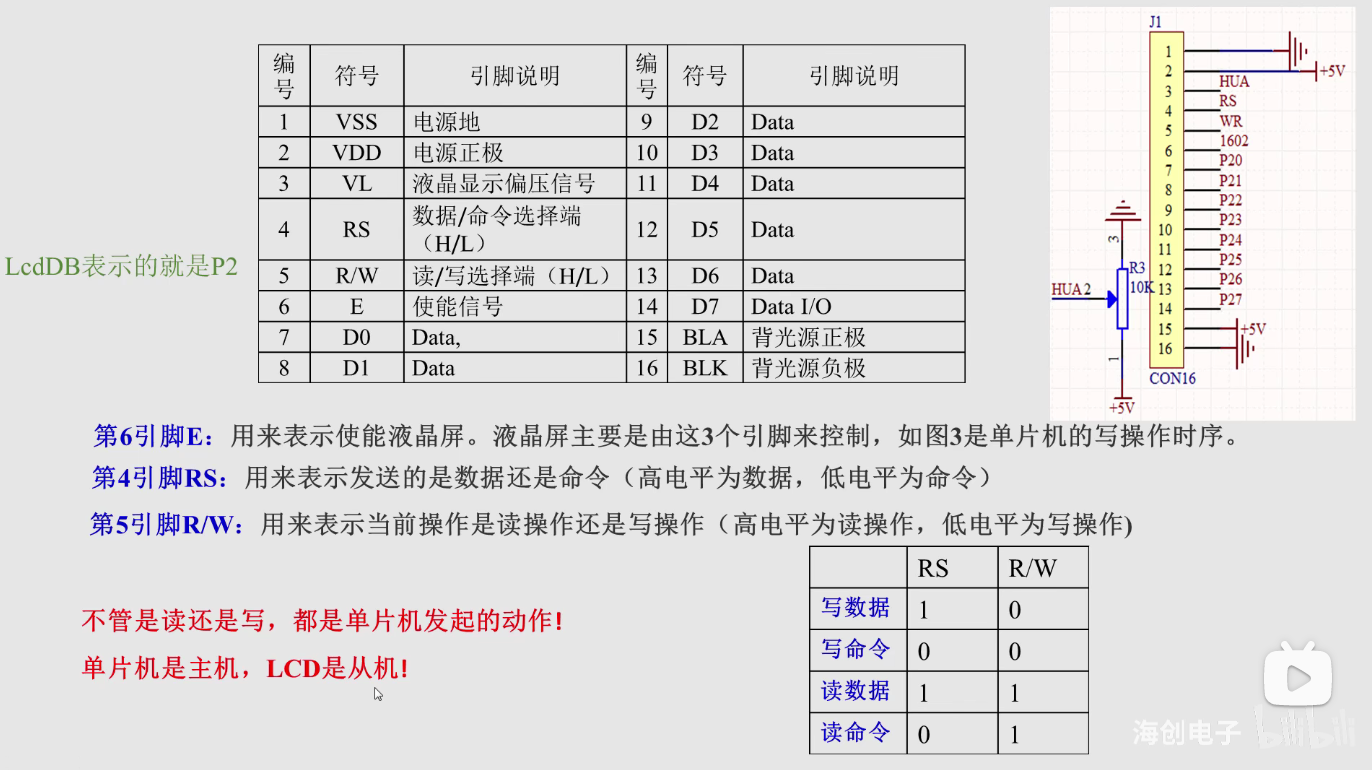 编号 符号 引脚说明 编号 符号 引脚说明
1 VSS 电源地 9 D2 Data
2 VDD 电源正极 10 D3 Data
3 VL 液晶显示偏压信号 11 D4 Data
4 RS 数据/命令选择端（H/L） 12 D5 Data
5 R/W 读/写选择端（H/L） 13 D6 Data
6 E 使能信号 14 D7 Data I/O
7 D0 Data, 15 BLA 背光源正极
8 D1 Data 16 BLK 背光源负极
LcdDB表示的就是P2
J1
1
2 +5V
3 HUA
4 RS
5 WR
6 1602
7 P20
8 P21
9 P22
10 P23
11 P24
12 P25
13 P26
14 P27
15 +5V
16
CON16
3
R3
10K
HUA 2
1
+5V
第6引脚E：用来表示使能液晶屏。液晶屏主要是由这3个引脚来控制，如图3是单片机的写操作时序。
第4引脚RS：用来表示发送的是数据还是命令（高电平为数据，低电平为命令）
第5引脚R/W：用来表示当前操作是读操作还是写操作（高电平为读操作，低电平为写操作)
RS R/W
写数据 1 0
写命令 0 0
读数据 1 1
读命令 0 1
不管是读还是写，都是单片机发起的动作!
单片机是主机，LCD是从机!
海创电子 bilibili